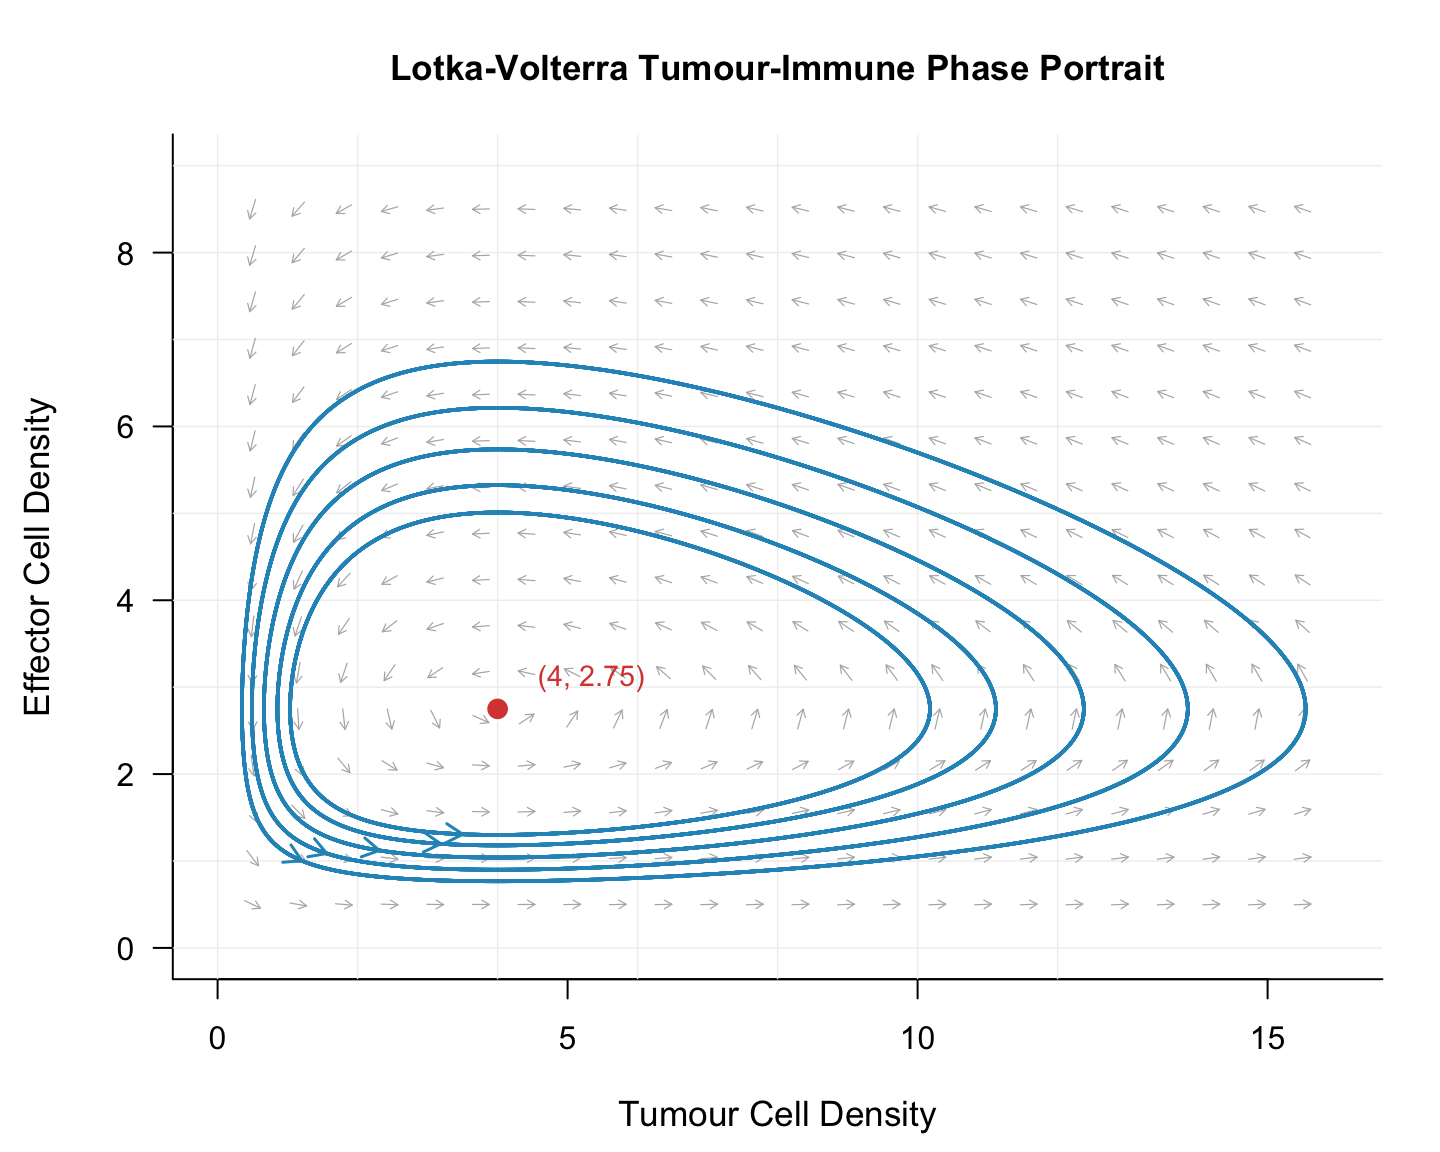 Lotka-Volterra Tumour-Immune Phase Portrait
Effector Cell Density
8
6
4
2
0
(4, 2.75)
0 5 10 15
Tumour Cell Density